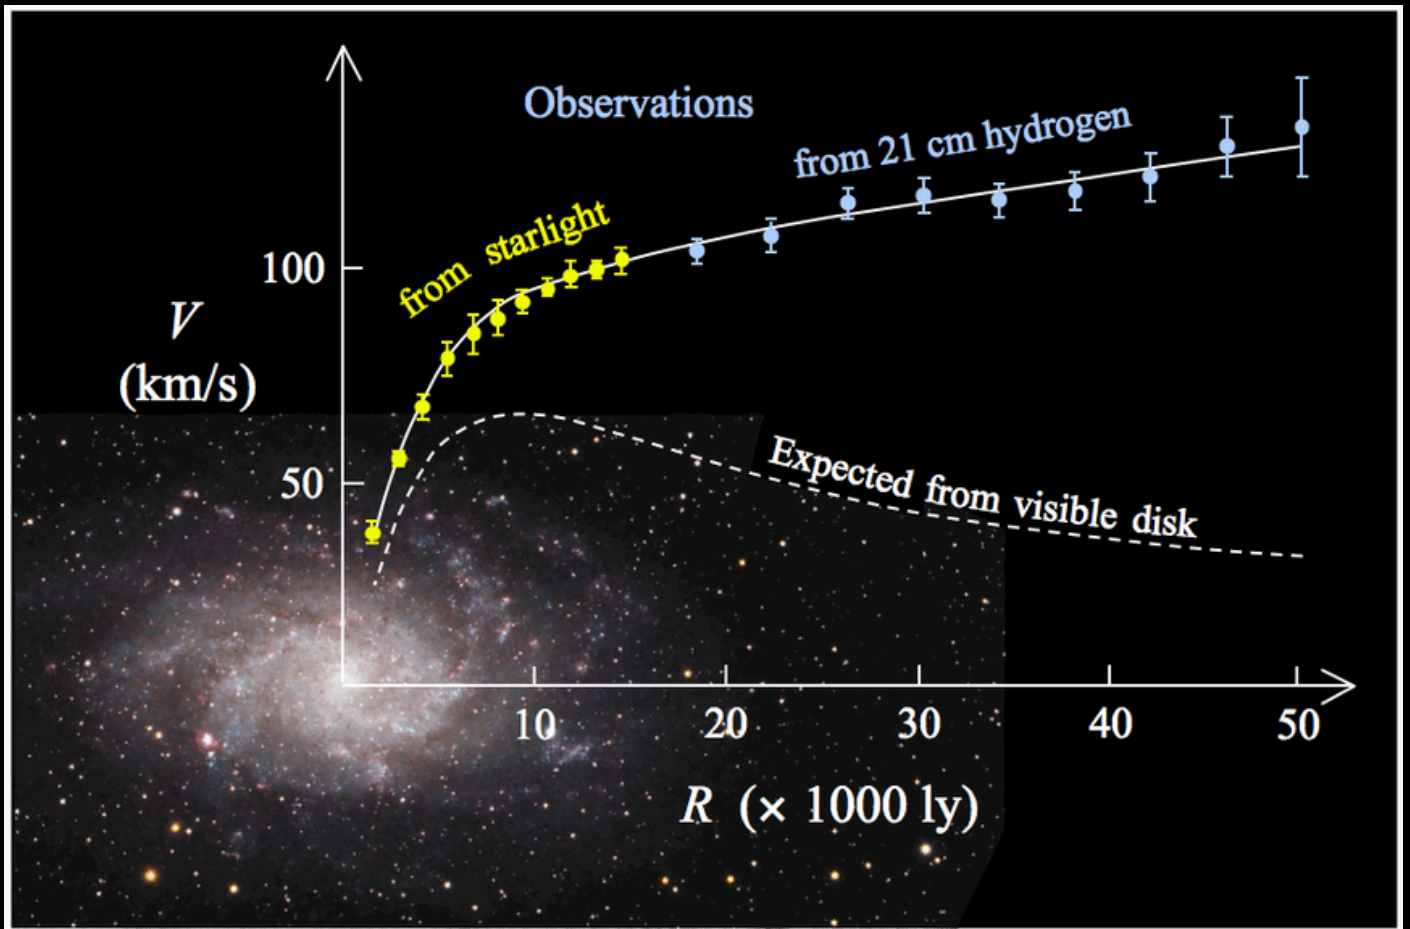 Observations
from 21 cm hydrogen
from starlight
100
V
(km/s)
50
Expected from visible disk
10 20 30 40 50
R (× 1000 ly)